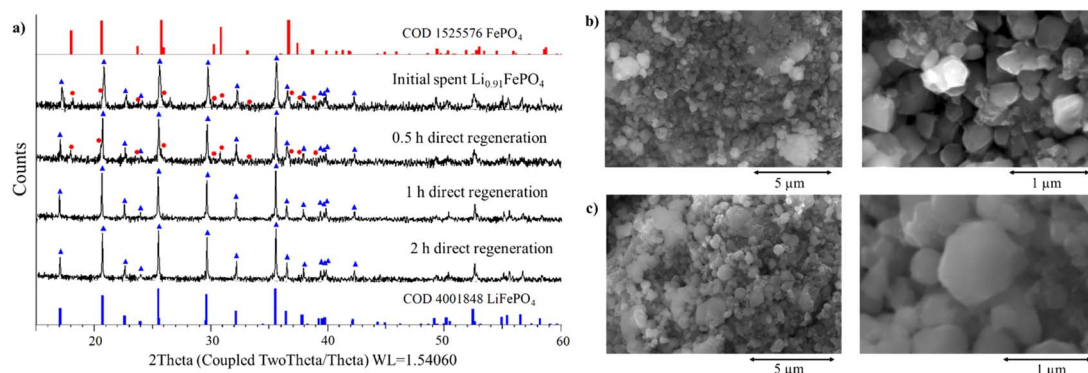 a)
COD 1525576 FePO₄
Initial spent Li₀.₉₁FePO₄
0.5 h direct regeneration
1 h direct regeneration
2 h direct regeneration
COD 4001848 LiFePO₄
Counts
20 30 40 50 60
2Theta (Coupled TwoTheta/Theta) WL=1.54060
b)
5 µm
1 µm
c)
5 µm
1 µm